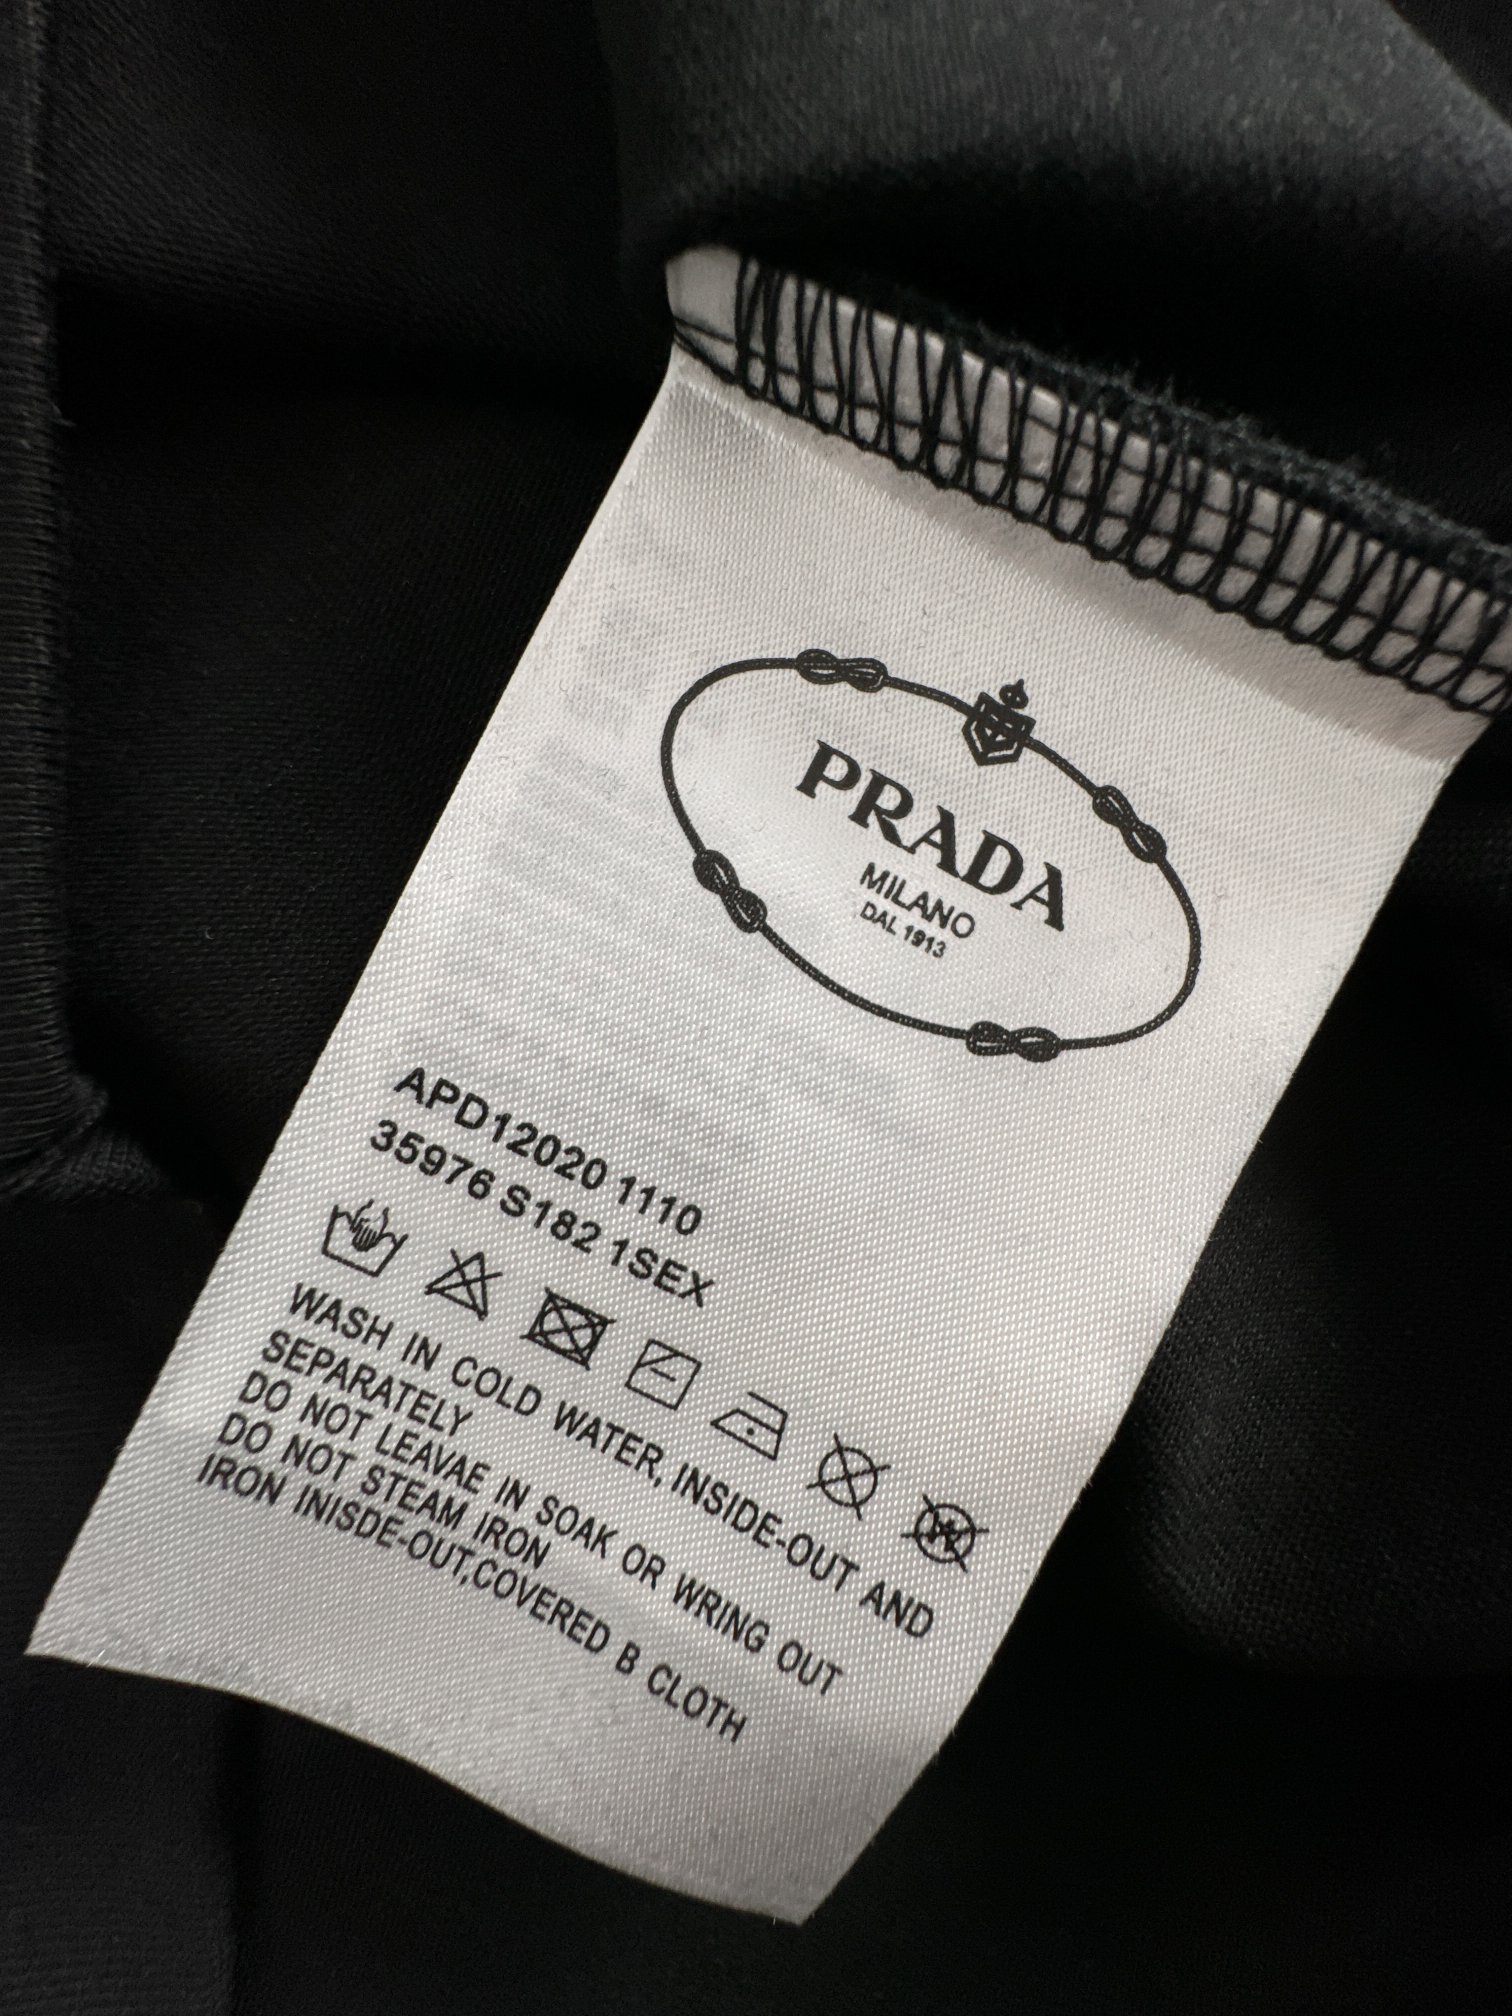 PRADA
MILANO
DAL 1913
APD12020 1110
35976 S182 1SEX
WASH IN COLD WATER, INSIDE-OUT AND
SEPARATELY
DO NOT LEAVAE IN SOAK OR WRING OUT
DO NOT STEAM IRON
IRON INISDE-OUT,COVERED B CLOTH